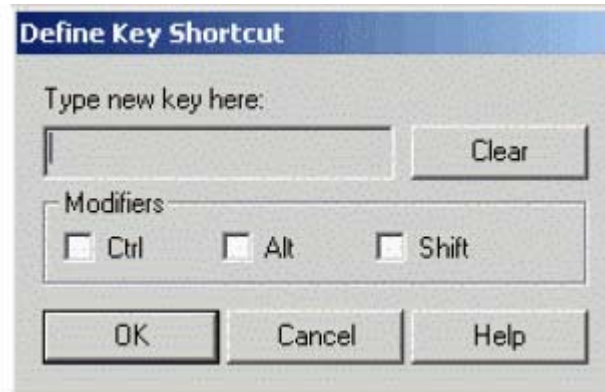 Define Key Shortcut
Type new key here:
Clear
Modifiers
Ctrl Alt Shift
OK Cancel Help